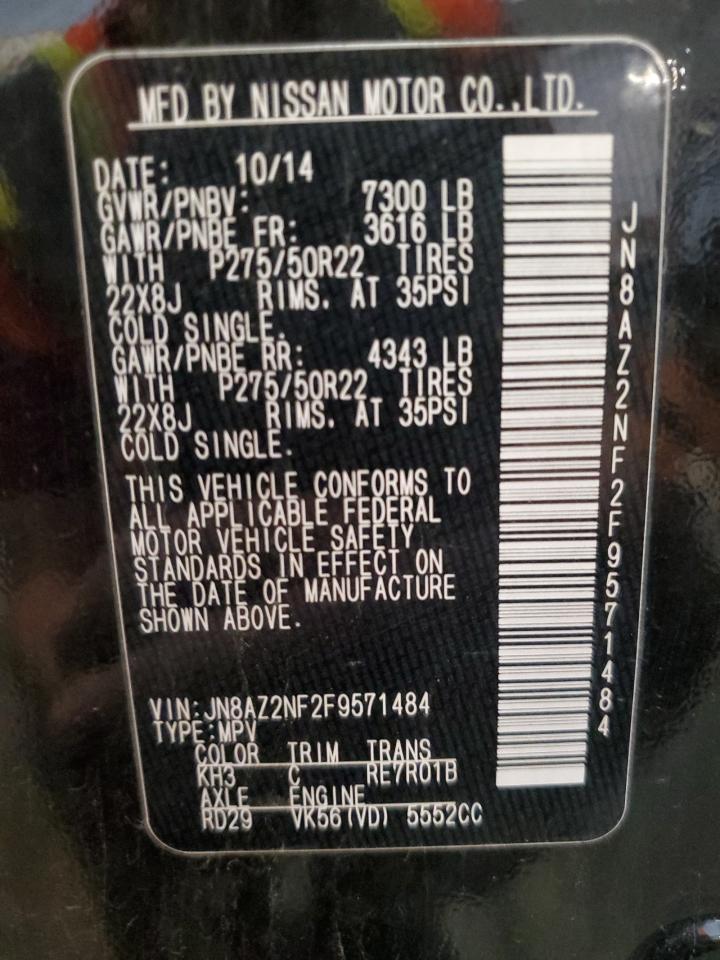 MFD BY NISSAN MOTOR CO.,LTD.
DATE: 10/14
GVWR/PNBV: 7300 LB
GAWR/PNBE FR: 3616 LB
WITH P275/50R22 TIRES
22X8J RIMS. AT 35PSI
COLD SINGLE.
GAWR/PNBE RR: 4343 LB
WITH P275/50R22 TIRES
22X8J RIMS. AT 35PSI
COLD SINGLE.
THIS VEHICLE CONFORMS TO
ALL APPLICABLE FEDERAL
MOTOR VEHICLE SAFETY
STANDARDS IN EFFECT ON
THE DATE OF MANUFACTURE
SHOWN ABOVE.
VIN:JN8AZ2NF2F9571484
TYPE:MPV
COLOR TRIM TRANS
KH3 C RE7R01B
AXLE ENGINE
RD29 VK56(VD) 5552CC
JN8AZ2NF2F9571484